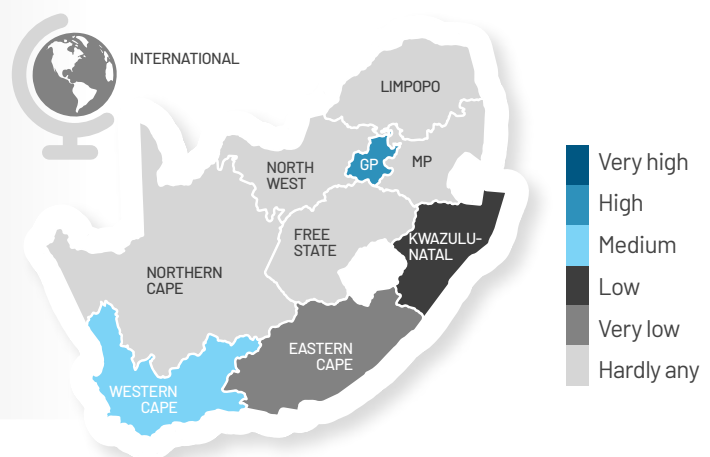 INTERNATIONAL
LIMPOPO
GP
MP
NORTH
WEST
FREE
STATE
KWAZULU-
NATAL
NORTHERN
CAPE
EASTERN
CAPE
WESTERN
CAPE
Very high
High
Medium
Low
Very low
Hardly any